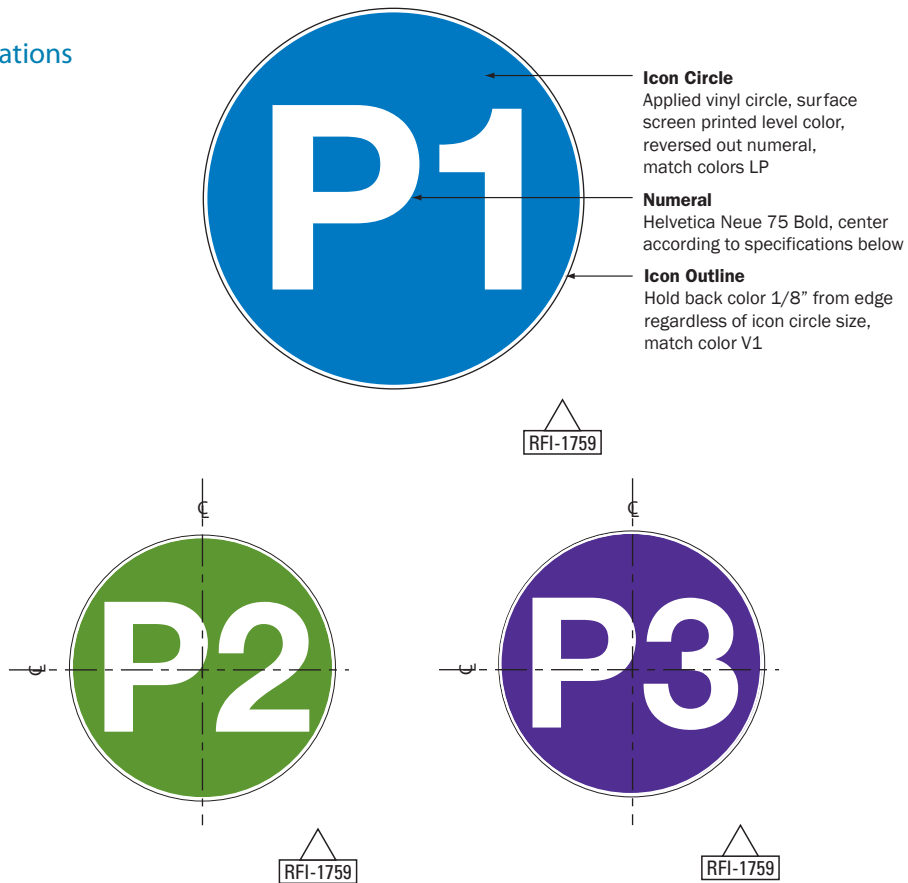 ations
P1
Icon Circle
Applied vinyl circle, surface
screen printed level color,
reversed out numeral,
match colors LP
Numeral
Helvetica Neue 75 Bold, center
according to specifications below
Icon Outline
Hold back color 1/8” from edge
regardless of icon circle size,
match color V1
RFI-1759
℄
℄
P2
℄
P3
℄
RFI-1759
RFI-1759